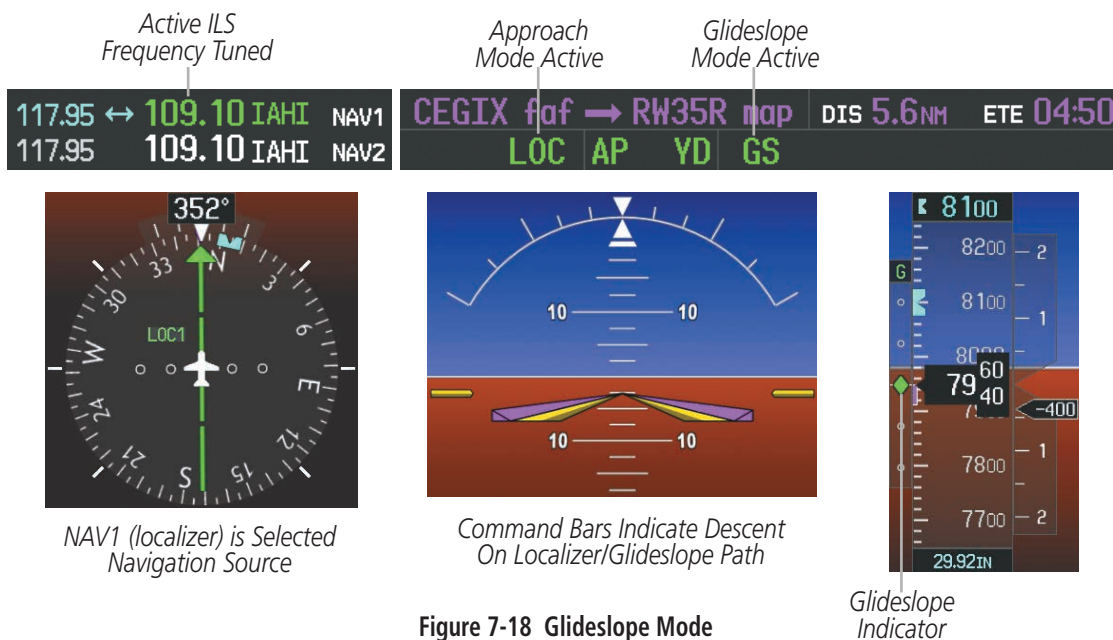 Active ILS
Frequency Tuned
Approach
Mode Active
Glideslope
Mode Active
117.95 ↔ 109.10 IAHI NAV1
117.95 109.10 IAHI NAV2
CEGIX faf → RW35R map DIS 5.6NM ETE 04:50
LOC AP YD GS
352°
33 N 3
30 6
LOC1
W E
24 12
21 S 15
NAV1 (localizer) is Selected
Navigation Source
10 10
10 10
Command Bars Indicate Descent
On Localizer/Glideslope Path
8100
8200 2
G
8100 1
60
79
40
-400
7800 1
7700 2
29.92IN
Glideslope
Indicator
Figure 7-18 Glideslope Mode